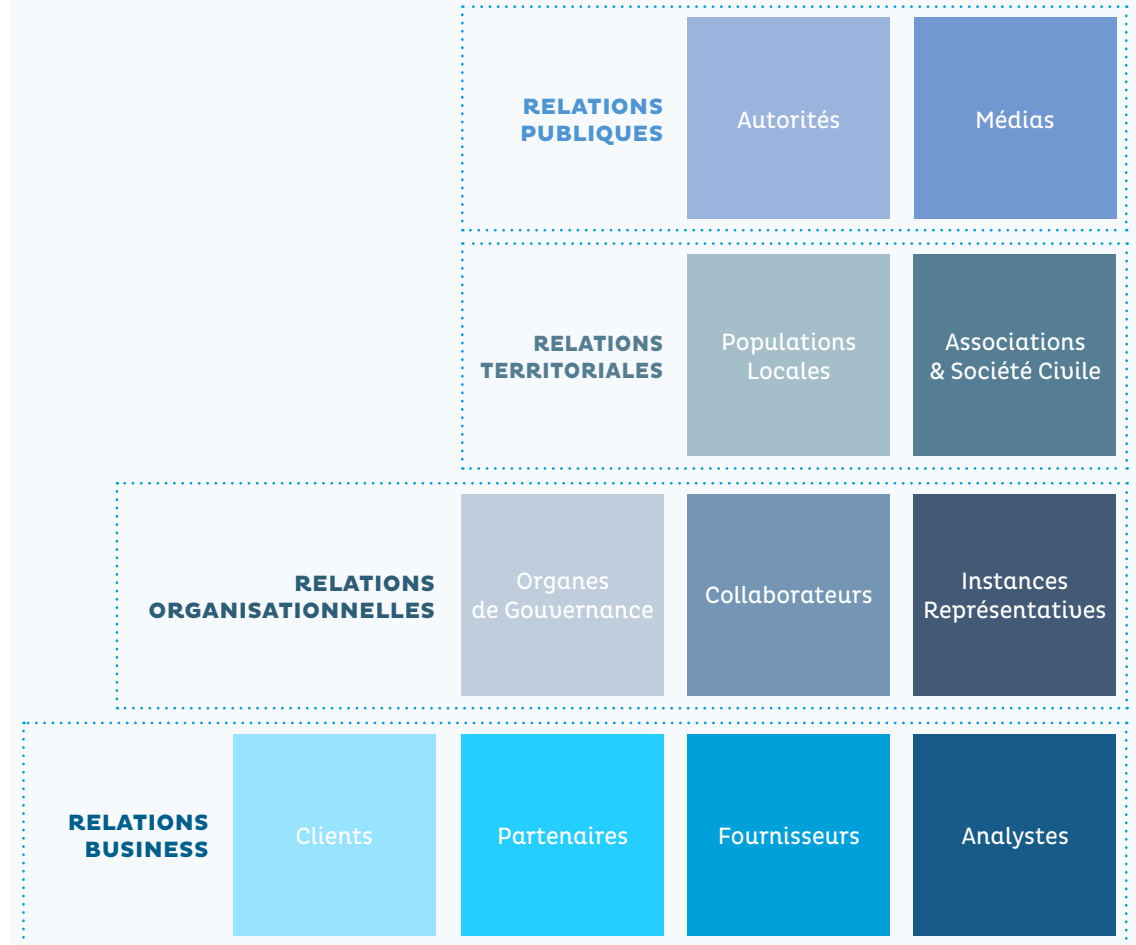 RELATIONS
PUBLIQUES
Autorités
Médias
RELATIONS
TERRITORIALES
Populations
Locales
Associations
& Société Civile
RELATIONS
ORGANISATIONNELLES
Organes
de Gouvernance
Collaborateurs
Instances
Représentatives
RELATIONS
BUSINESS
Clients
Partenaires
Fournisseurs
Analystes